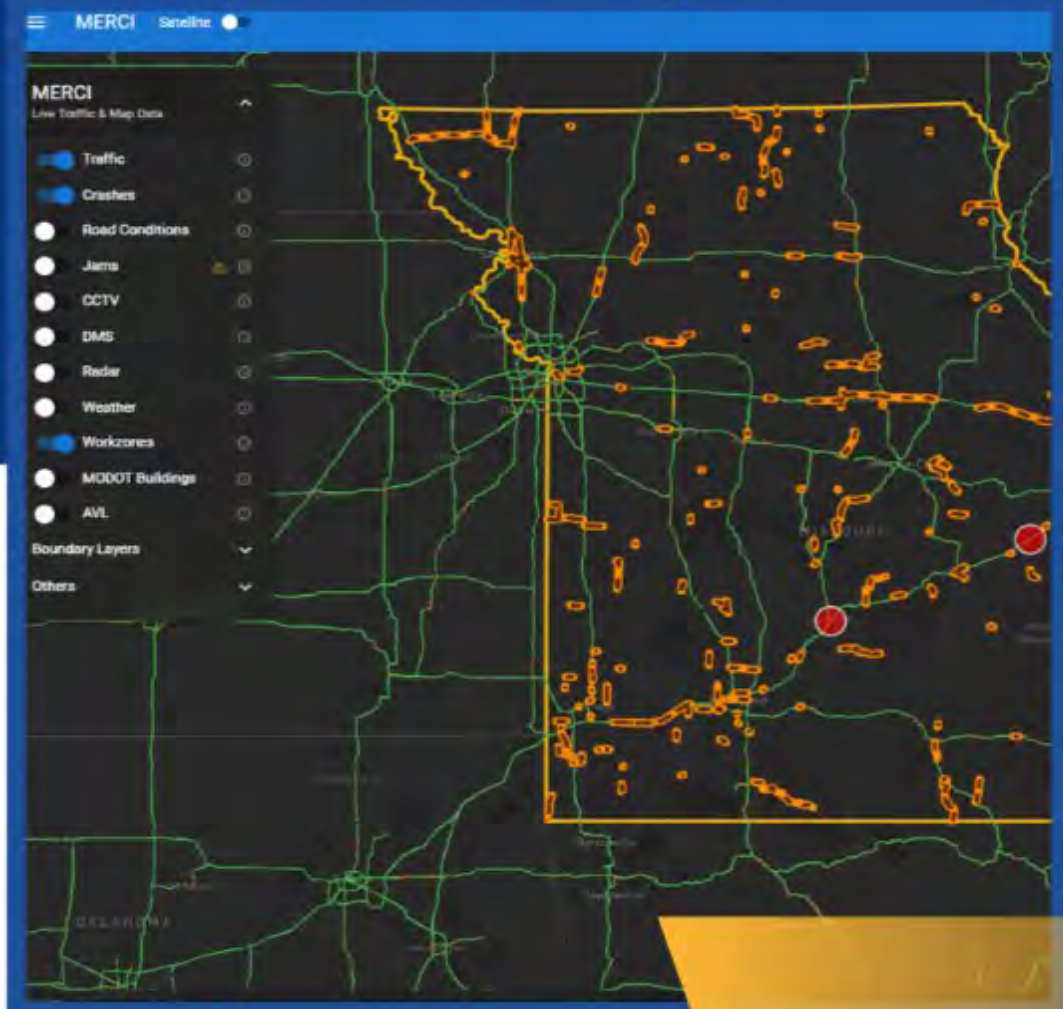 MERCI Satellite
MERCI
Live Traffic & Map Data
Traffic
Crashes
Road Conditions
Jams
CCTV
DMS
Radar
Weather
Workzones
MODOT Buildings
AVL
Boundary Layers
Others
MISSOURI
OKLAHOMA